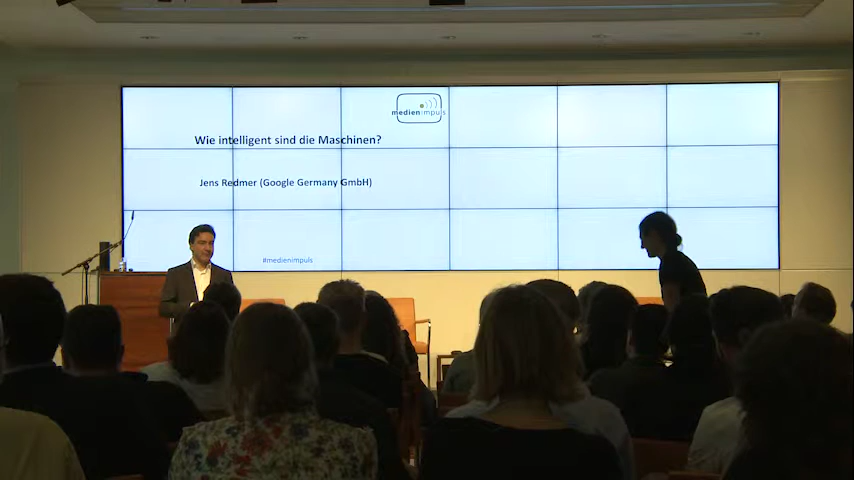 medienimpuls
Wie intelligent sind die Maschinen?
Jens Redmer (Google Germany GmbH)
#medienimpuls